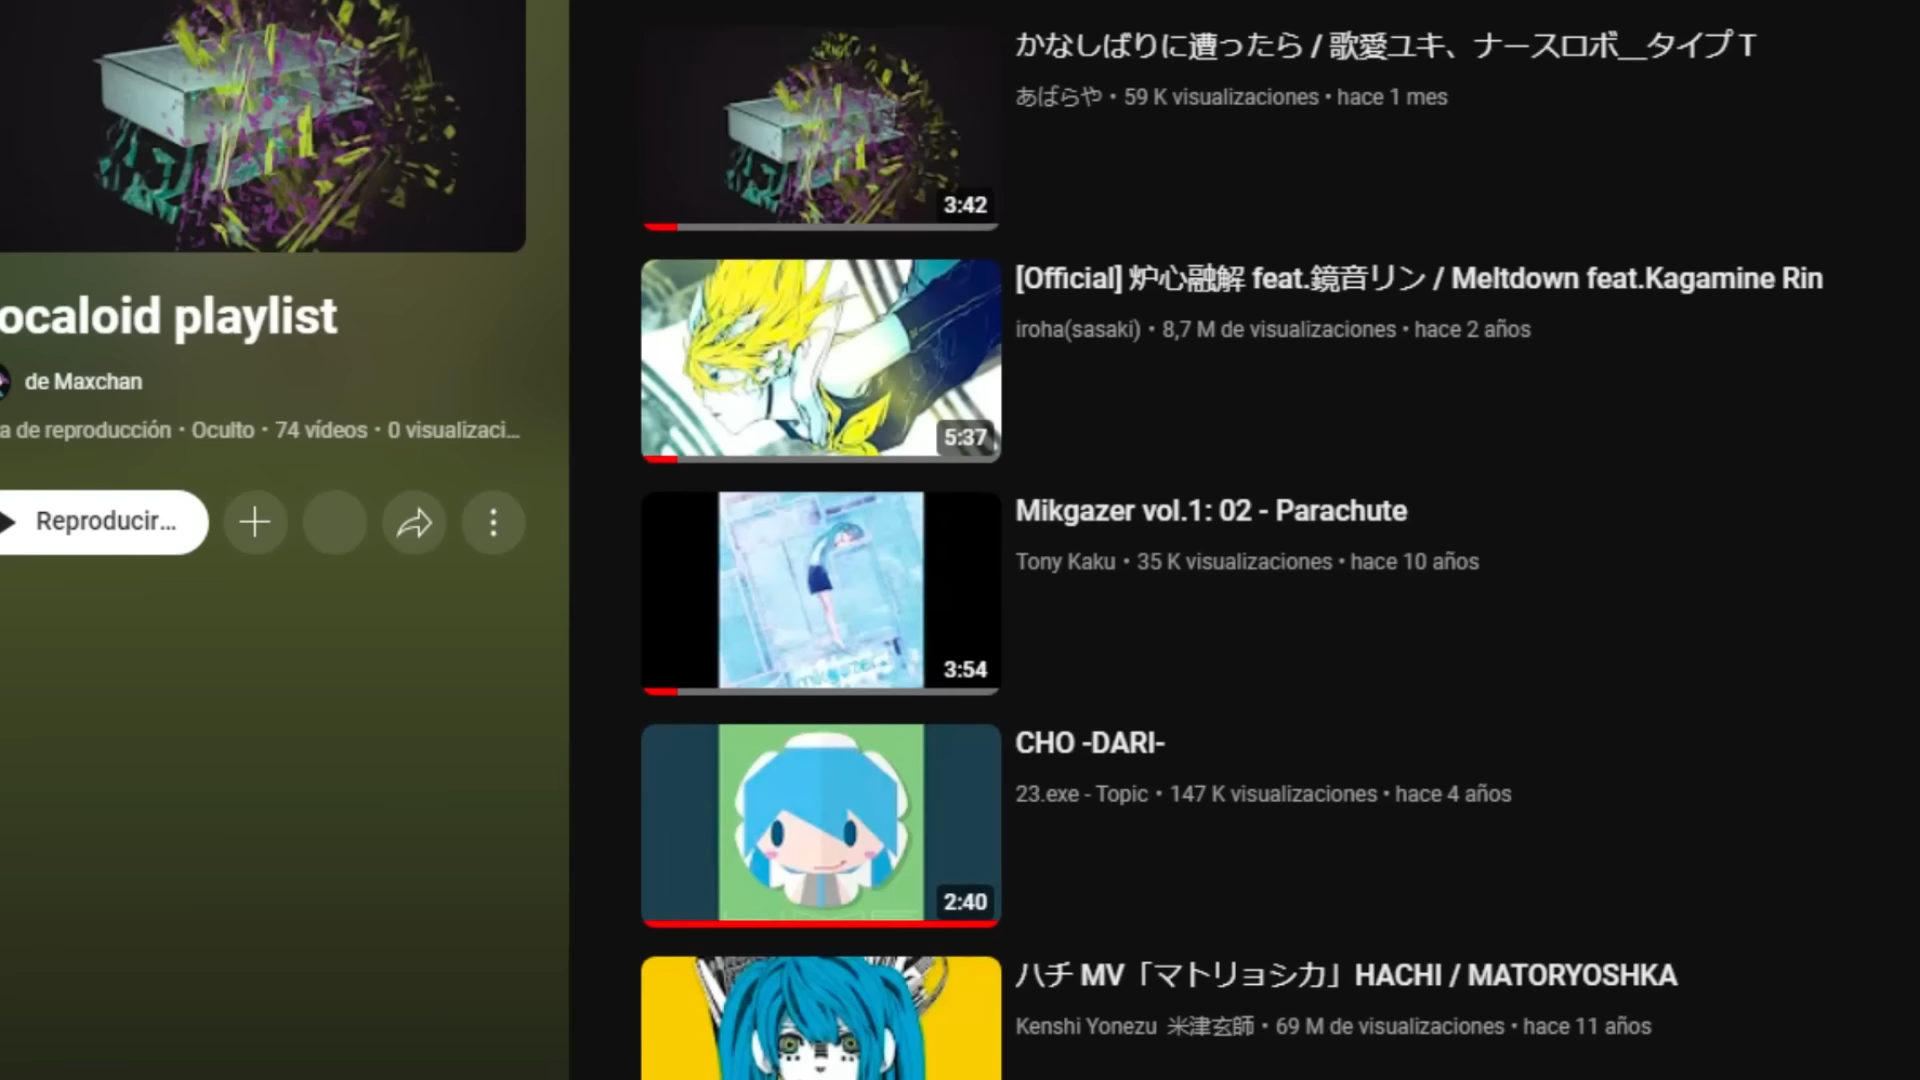 ocaloid playlist
de Maxchan
a de reproducción • Oculto • 74 vídeos • 0 visualizaci...
Reproducir...
かなしばりに遭ったら / 歌愛ユキ、ナースロボ__タイプT
あばらや • 59 K visualizaciones • hace 1 mes
3:42
[Official] 炉心融解 feat.鏡音リン / Meltdown feat.Kagamine Rin
iroha(sasaki) • 8,7 M de visualizaciones • hace 2 años
5:37
Mikgazer vol.1: 02 - Parachute
Tony Kaku • 35 K visualizaciones • hace 10 años
mikgazer
3:54
CHO -DARI-
23.exe - Topic • 147 K visualizaciones • hace 4 años
2:40
ハチ MV「マトリョシカ」HACHI / MATORYOSHKA
Kenshi Yonezu 米津玄師 • 69 M de visualizaciones • hace 11 años